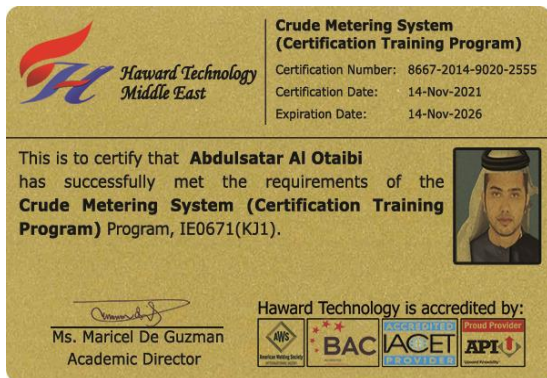 Haward Technology
Middle East
Crude Metering System
(Certification Training Program)
Certification Number: 8667-2014-9020-2555
Certification Date: 14-Nov-2021
Expiration Date: 14-Nov-2026
This is to certify that Abdulsatar Al Otaibi
has successfully met the requirements of the
Crude Metering System (Certification Training
Program) Program, IE0671(KJ1).
Ms. Maricel De Guzman
Academic Director
Haward Technology is accredited by:
AWS
American Welding Society
BAC
ACCREDITED
IACET
PROVIDER
Proud Provider
API